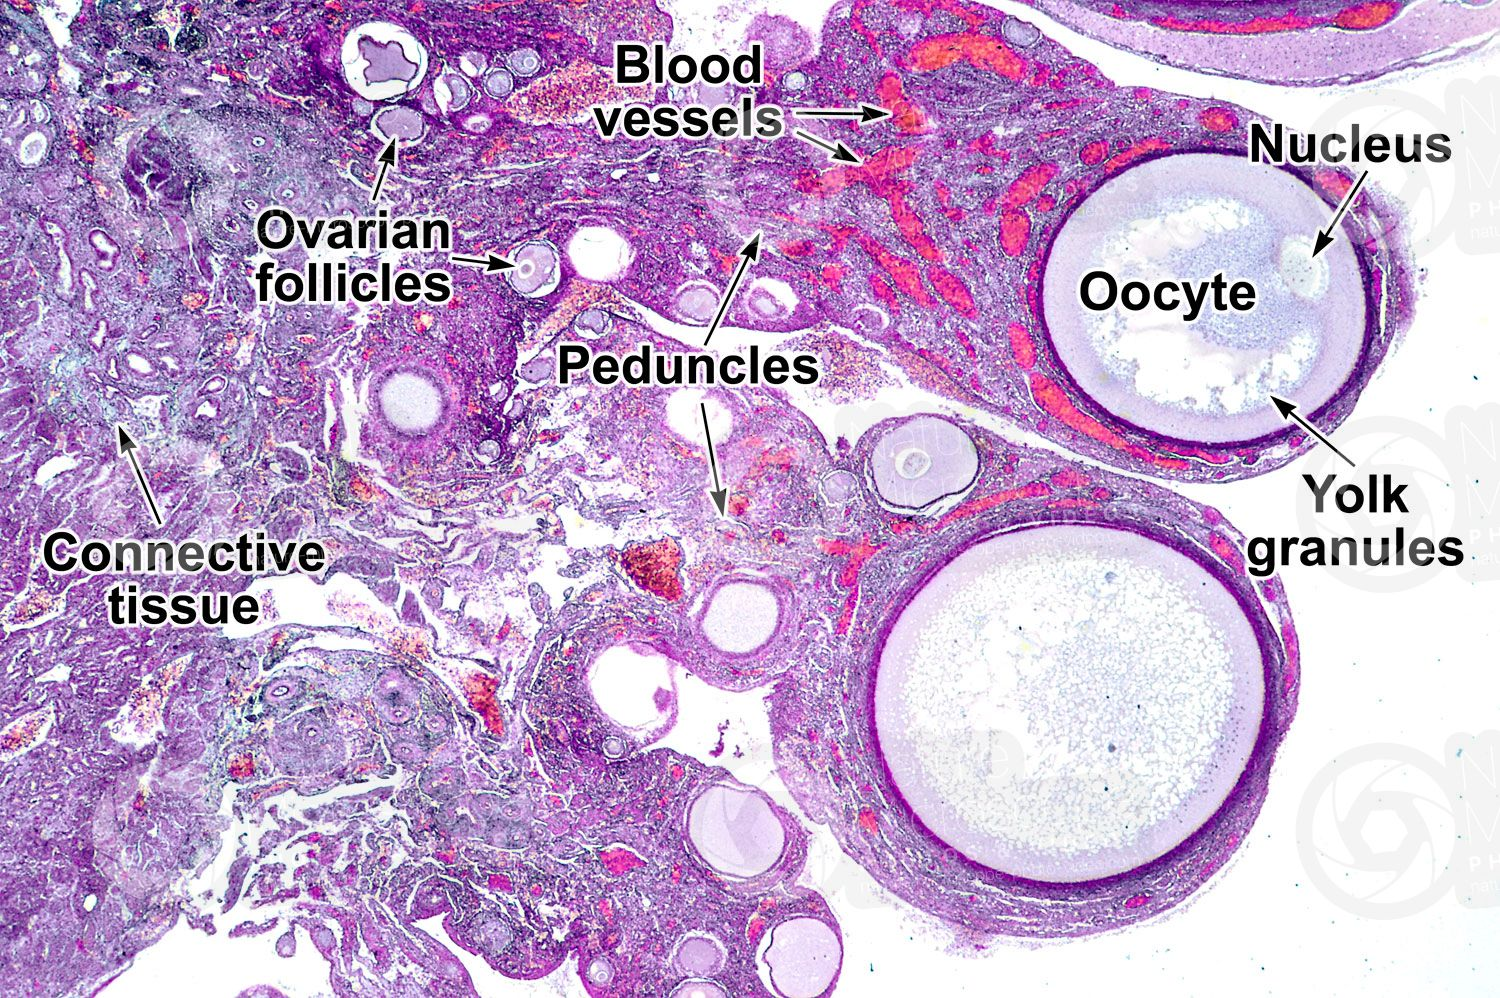 Blood
vessels
Nucleus
Ovarian
follicles
Oocyte
Peduncles
Yolk
granules
Connective
tissue